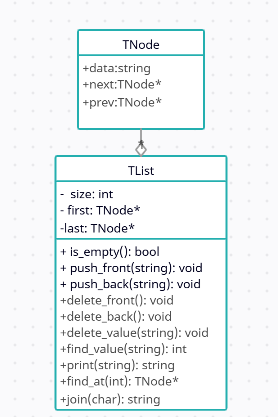 TNode
+data:string
+next:TNode*
+prev:TNode*
*
TList
- size: int
- first: TNode*
-last: TNode*
+ is_empty(): bool
+ push_front(string): void
+ push_back(string): void
+delete_front(): void
+delete_back(): void
+delete_value(string): void
+find_value(string): int
+print(string): string
+find_at(int): TNode*
+join(char): string